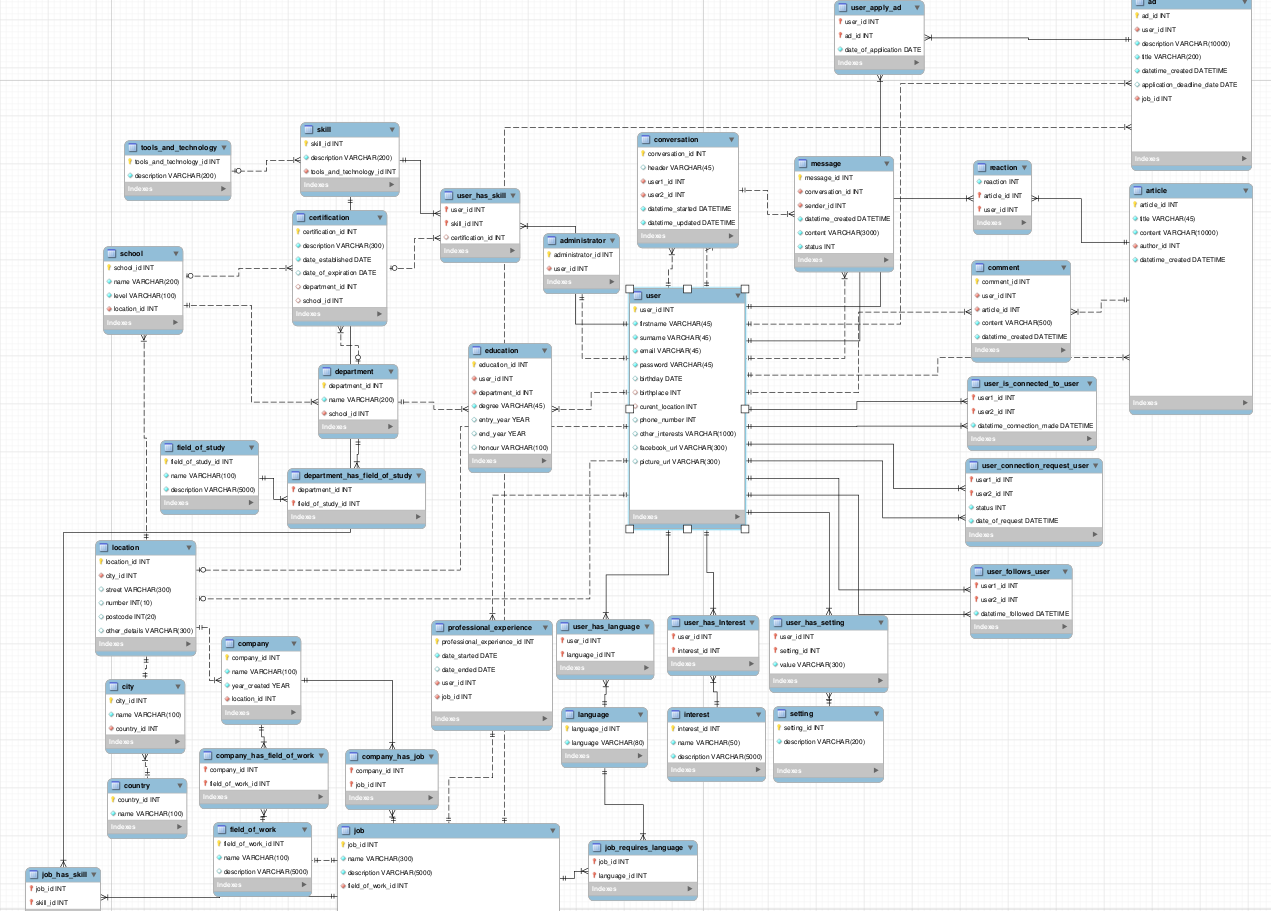 user_apply_ad
user_id INT
ad_id INT
date_of_application DATE
Indexes
ad
ad_id INT
user_id INT
description VARCHAR(10000)
title VARCHAR(200)
datetime_created DATETIME
application_deadline_date DATE
job_id INT
Indexes
tools_and_technology
tools_and_technology_id INT
description VARCHAR(200)
Indexes
skill
skill_id INT
description VARCHAR(200)
tools_and_technology_id INT
Indexes
conversation
conversation_id INT
header VARCHAR(45)
user1_id INT
user2_id INT
datetime_started DATETIME
datetime_updated DATETIME
Indexes
message
message_id INT
conversation_id INT
sender_id INT
datetime_created DATETIME
content VARCHAR(3000)
status INT
Indexes
reaction
reaction INT
article_id INT
user_id INT
Indexes
article
article_id INT
title VARCHAR(45)
content VARCHAR(10000)
author_id INT
datetime_created DATETIME
Indexes
user_has_skill
user_id INT
skill_id INT
certification_id INT
Indexes
certification
certification_id INT
description VARCHAR(300)
date_established DATE
date_of_expiration DATE
department_id INT
school_id INT
Indexes
administrator
administrator_id INT
user_id INT
Indexes
school
school_id INT
name VARCHAR(200)
level VARCHAR(100)
location_id INT
Indexes
comment
comment_id INT
user_id INT
article_id INT
content VARCHAR(500)
datetime_created DATETIME
Indexes
user
user_id INT
firstname VARCHAR(45)
surname VARCHAR(45)
email VARCHAR(45)
password VARCHAR(45)
birthday DATE
birthplace INT
curent_location INT
phone_number INT
other_interests VARCHAR(1000)
facebook_url VARCHAR(300)
picture_url VARCHAR(300)
Indexes
education
education_id INT
user_id INT
department_id INT
degree VARCHAR(45)
entry_year YEAR
end_year YEAR
honour VARCHAR(100)
Indexes
department
department_id INT
name VARCHAR(200)
school_id INT
Indexes
user_is_connected_to_user
user1_id INT
user2_id INT
datetime_connection_made DATETIME
Indexes
field_of_study
field_of_study_id INT
name VARCHAR(100)
description VARCHAR(5000)
Indexes
department_has_field_of_study
department_id INT
field_of_study_id INT
Indexes
user_connection_request_user
user1_id INT
user2_id INT
status INT
date_of_request DATETIME
Indexes
location
location_id INT
city_id INT
street VARCHAR(300)
number INT(10)
postcode INT(20)
other_details VARCHAR(300)
Indexes
user_follows_user
user1_id INT
user2_id INT
datetime_followed DATETIME
Indexes
company
company_id INT
name VARCHAR(100)
year_created YEAR
location_id INT
Indexes
professional_experience
professional_experience_id INT
date_started DATE
date_ended DATE
user_id INT
job_id INT
Indexes
user_has_language
user_id INT
language_id INT
Indexes
user_has_interest
user_id INT
interest_id INT
Indexes
user_has_setting
user_id INT
setting_id INT
value VARCHAR(300)
Indexes
city
city_id INT
name VARCHAR(100)
country_id INT
Indexes
language
language_id INT
language VARCHAR(80)
Indexes
interest
interest_id INT
name VARCHAR(50)
description VARCHAR(5000)
Indexes
setting
setting_id INT
description VARCHAR(200)
Indexes
company_has_field_of_work
company_id INT
field_of_work_id INT
Indexes
company_has_job
company_id INT
job_id INT
Indexes
country
country_id INT
name VARCHAR(100)
Indexes
field_of_work
field_of_work_id INT
name VARCHAR(100)
description VARCHAR(5000)
Indexes
job
job_id INT
name VARCHAR(300)
description VARCHAR(5000)
field_of_work_id INT
job_requires_language
job_id INT
language_id INT
Indexes
job_has_skill
job_id INT
skill_id INT